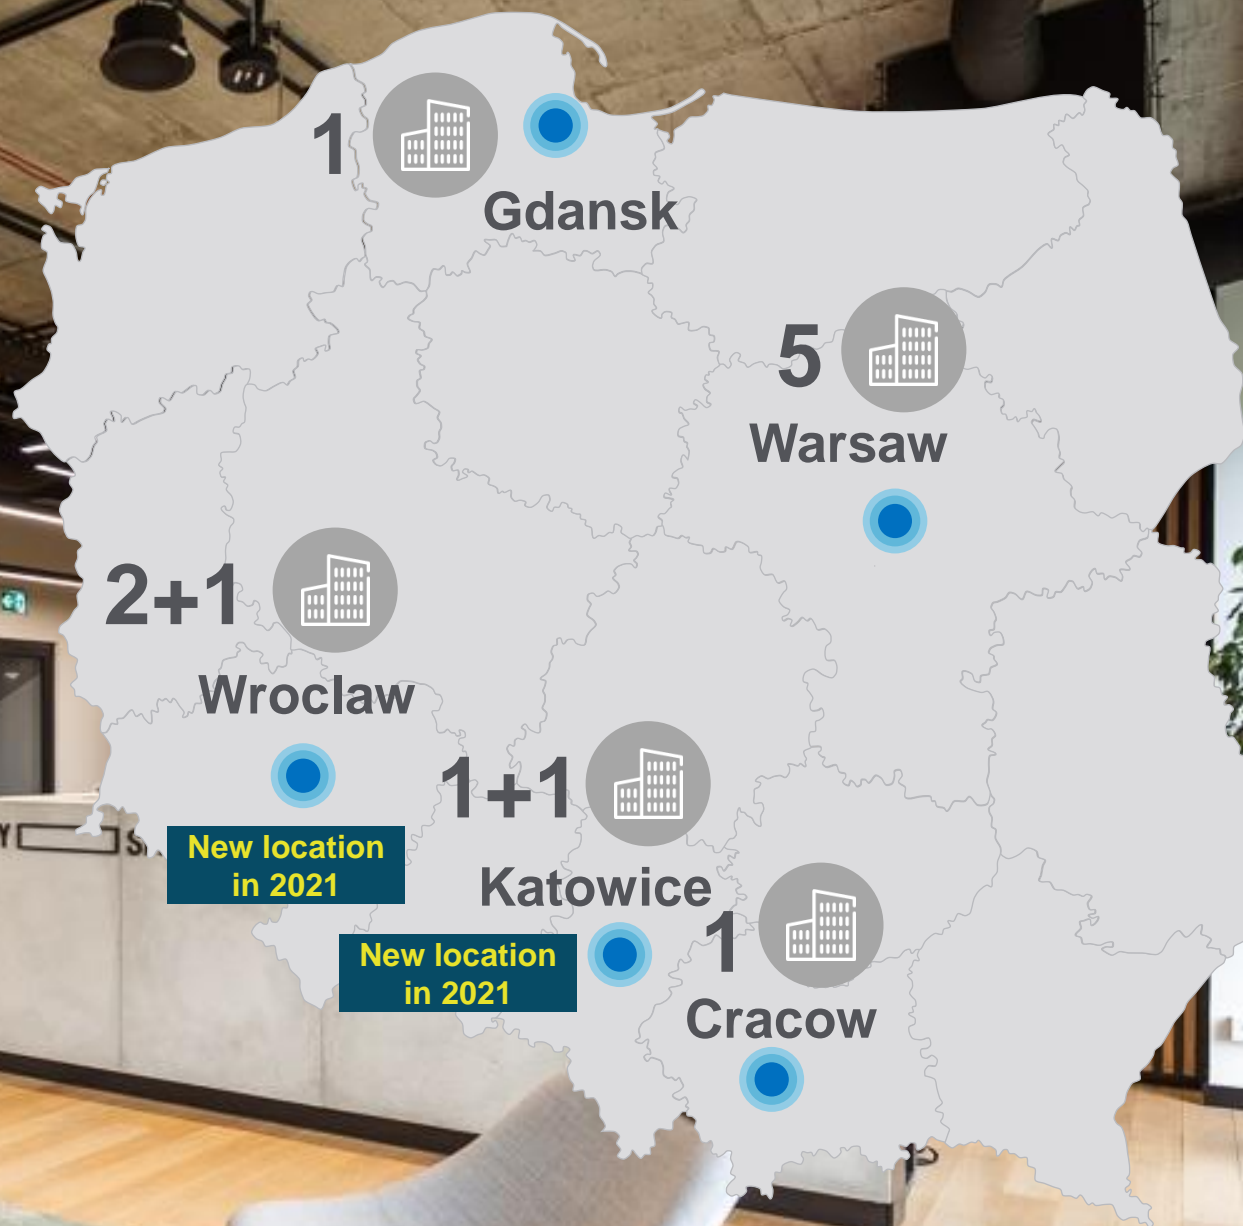 1
Gdansk
5
Warsaw
2+1
Wroclaw
New location
in 2021
1+1
Katowice
New location
in 2021
1
Cracow